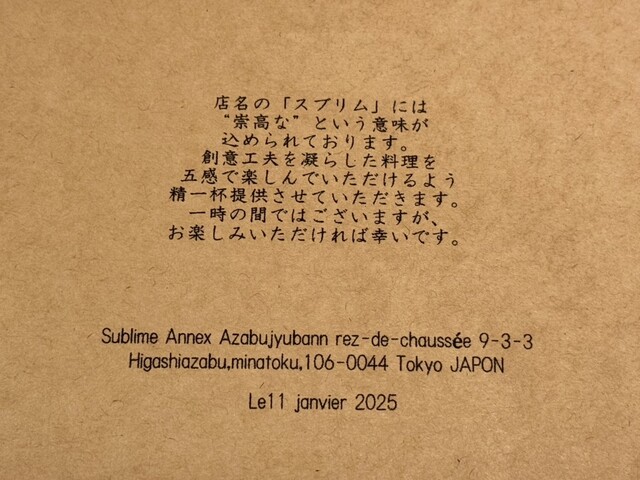 店名の「スブリム」には
“崇高な”という意味が
込められております。
創意工夫を凝らした料理を
五感で楽しんでいただけるよう
精一杯提供させていただきます。
一時の間ではございますが、
お楽しみいただければ幸いです。
Sublime Annex Azabujyubann rez-de-chaussée 9-3-3
Higashiazabu,minatoku,106-0044 Tokyo JAPON
Le11 janvier 2025